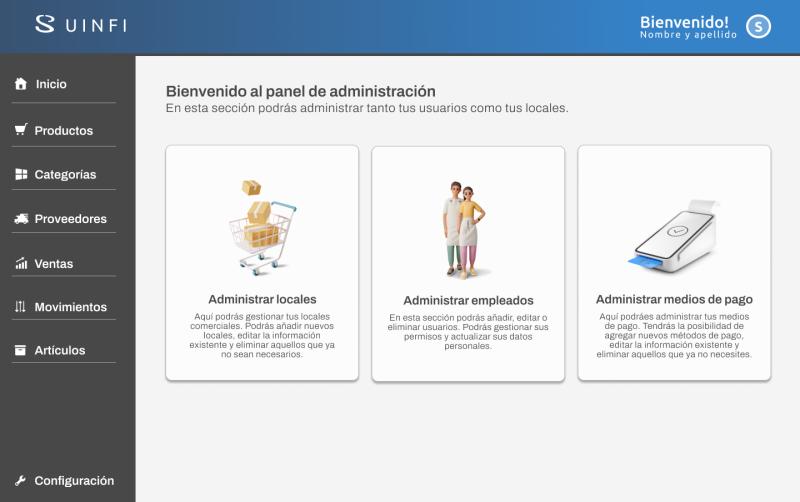 UINFI
Bienvenido!
Nombre y apellido
S
Inicio
Productos
Categorías
Proveedores
Ventas
Movimientos
Artículos
Configuración
Bienvenido al panel de administración
En esta sección podrás administrar tanto tus usuarios como tus locales.
Administrar locales
Aquí podrás gestionar tus locales
comerciales. Podrás añadir nuevos
locales, editar la información
existente y eliminar aquellos que ya
no sean necesarios.
Administrar empleados
En esta sección podrás añadir, editar o
eliminar usuarios. Podrás gestionar sus
permisos y actualizar sus datos
personales.
Administrar medios de pago
Aquí podráes administrar tus medios
de pago. Tendrás la posibilidad de
agregar nuevos métodos de pago,
editar la información existente y
eliminar aquellos que ya no necesites.